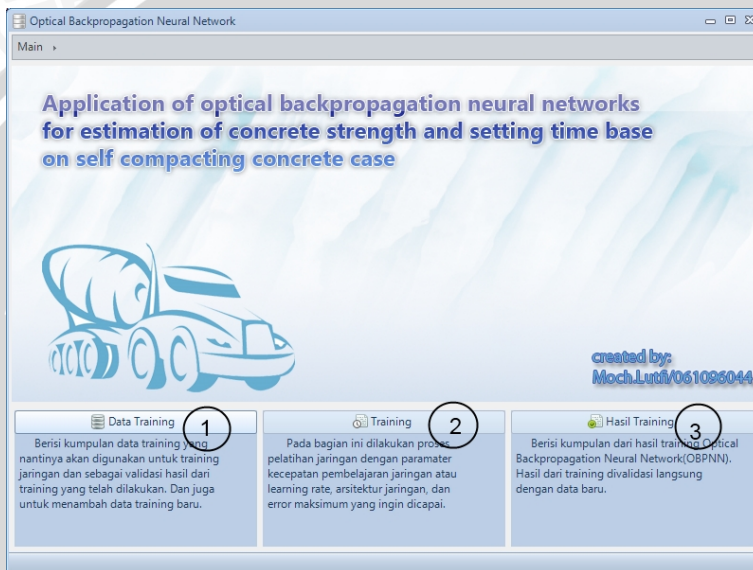 Optical Backpropagation Neural Network
Main
Application of optical backpropagation neural networks
for estimation of concrete strength and setting time base
on self compacting concrete case
created by:
Moch.Lutfi/061096044
Data Training
1
Berisi kumpulan data training yang
nantinya akan digunakan untuk training
jaringan dan sebagai validasi hasil dari
training yang telah dilakukan. Dan juga
untuk menambah data training baru.
Training
2
Pada bagian ini dilakukan proses
pelatihan jaringan dengan paramater
kecepatan pembelajaran jaringan atau
learning rate, arsitektur jaringan, dan
error maksimum yang ingin dicapai.
Hasil Training
3
Berisi kumpulan dari hasil training Optical
Backpropagation Neural Network(OBPNN).
Hasil dari training divalidasi langsung
dengan data baru.